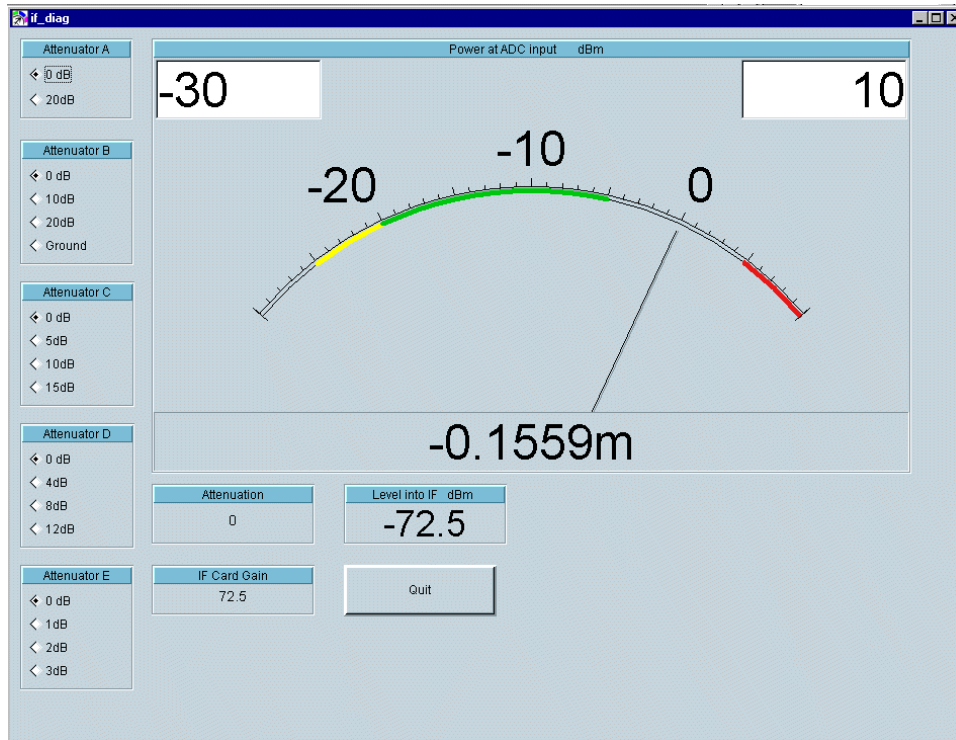 if_diag
Attenuator A
0 dB
20dB
Attenuator B
0 dB
10dB
20dB
Ground
Attenuator C
0 dB
5dB
10dB
15dB
Attenuator D
0 dB
4dB
8dB
12dB
Attenuator E
0 dB
1dB
2dB
3dB
Power at ADC input dBm
-30 10
-20 -10 0
-0.1559m
Attenuation
0
Level into IF dBm
-72.5
IF Card Gain
72.5
Quit